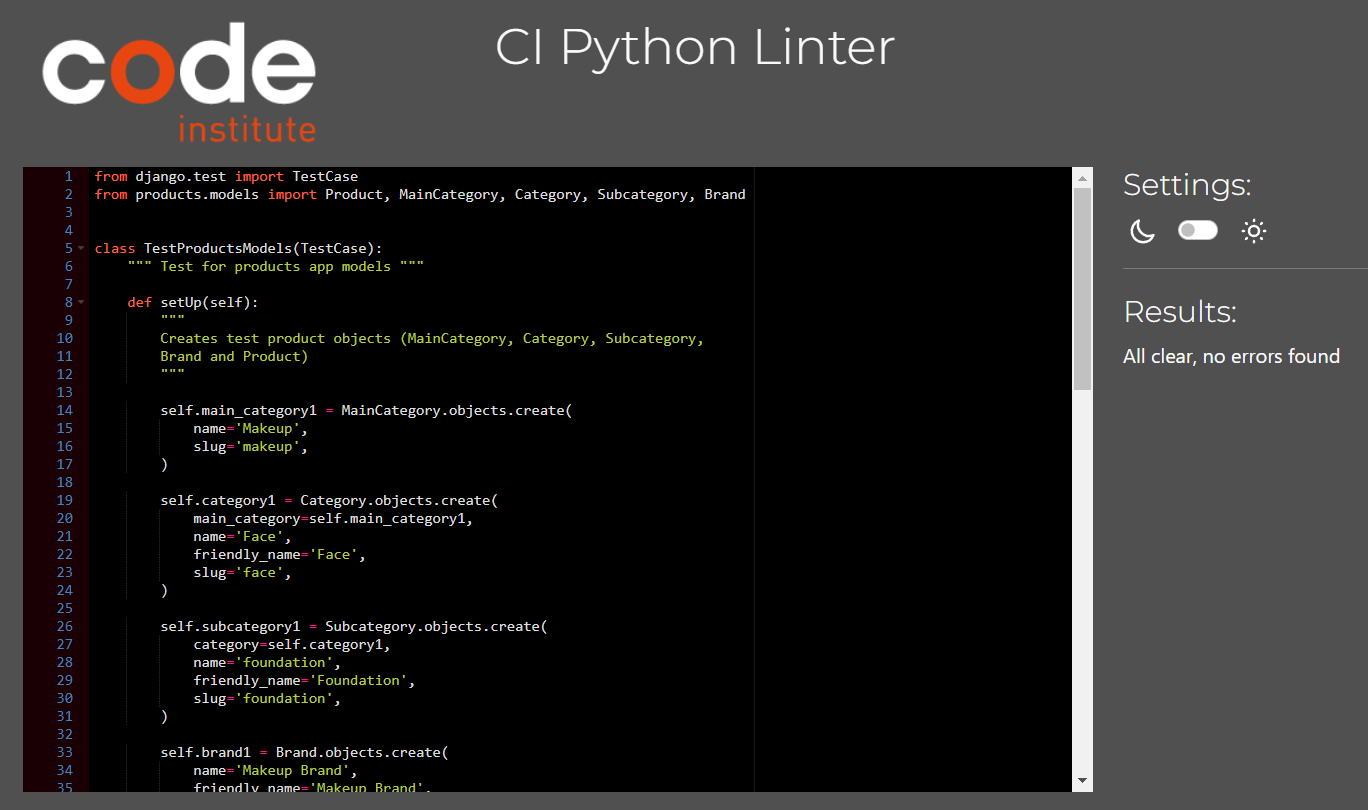 code
institute
CI Python Linter
1 from django.test import TestCase
2 from products.models import Product, MainCategory, Category, Subcategory, Brand
3
4
5 class TestProductsModels(TestCase):
6     """ Test for products app models """
7
8     def setUp(self):
9         """
10         Creates test product objects (MainCategory, Category, Subcategory,
11         Brand and Product)
12         """
13
14         self.main_category1 = MainCategory.objects.create(
15             name='Makeup',
16             slug='makeup',
17         )
18
19         self.category1 = Category.objects.create(
20             main_category=self.main_category1,
21             name='Face',
22             friendly_name='Face',
23             slug='face',
24         )
25
26         self.subcategory1 = Subcategory.objects.create(
27             category=self.category1,
28             name='foundation',
29             friendly_name='Foundation',
30             slug='foundation',
31         )
32
33         self.brand1 = Brand.objects.create(
34             name='Makeup Brand',
35             friendly_name='Makeup Brand',
Settings:
Results:
All clear, no errors found